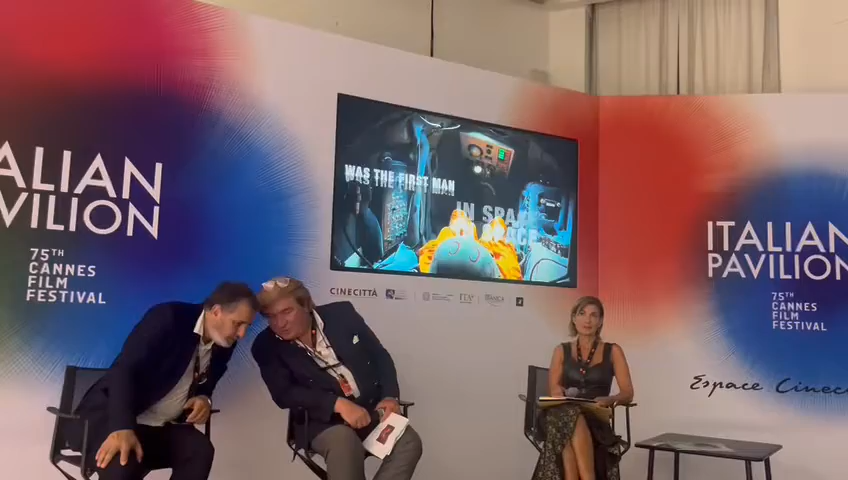 ALIAN
VILION
75TH
CANNES
FILM
FESTIVAL
WAS THE FIRST MAN
IN SPACE
CINECITTÀ
ITALIAN
PAVILION
75TH
CANNES
FILM
FESTIVAL
Espace Cinec